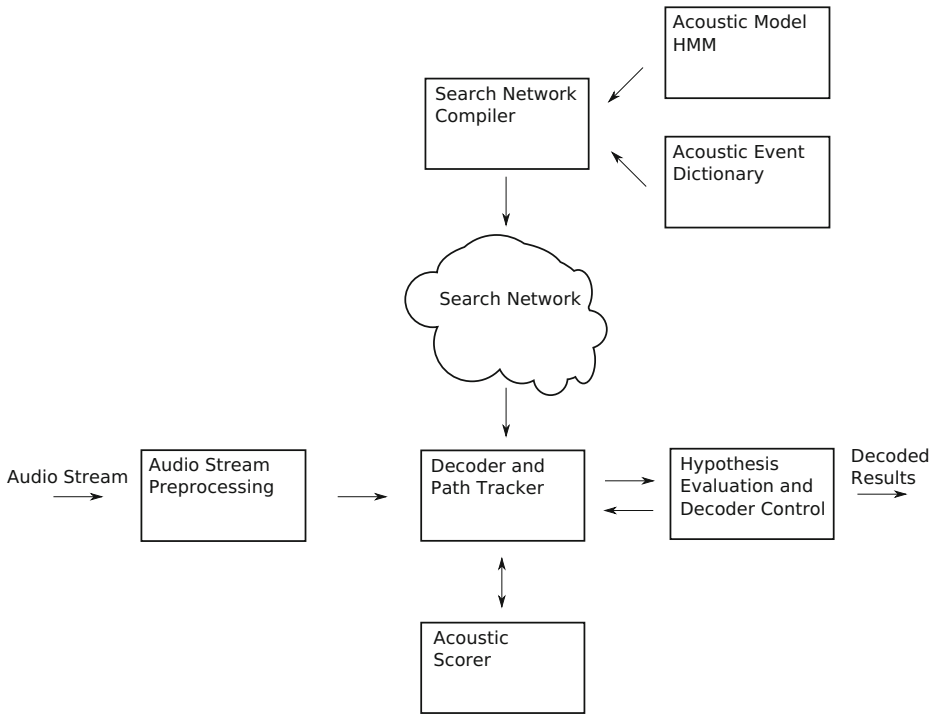 Acoustic Model
HMM
Search Network
Compiler
Acoustic Event
Dictionary
Search Network
Audio Stream
Audio Stream
Preprocessing
Decoder and
Path Tracker
Hypothesis
Evaluation and
Decoder Control
Decoded
Results
Acoustic
Scorer